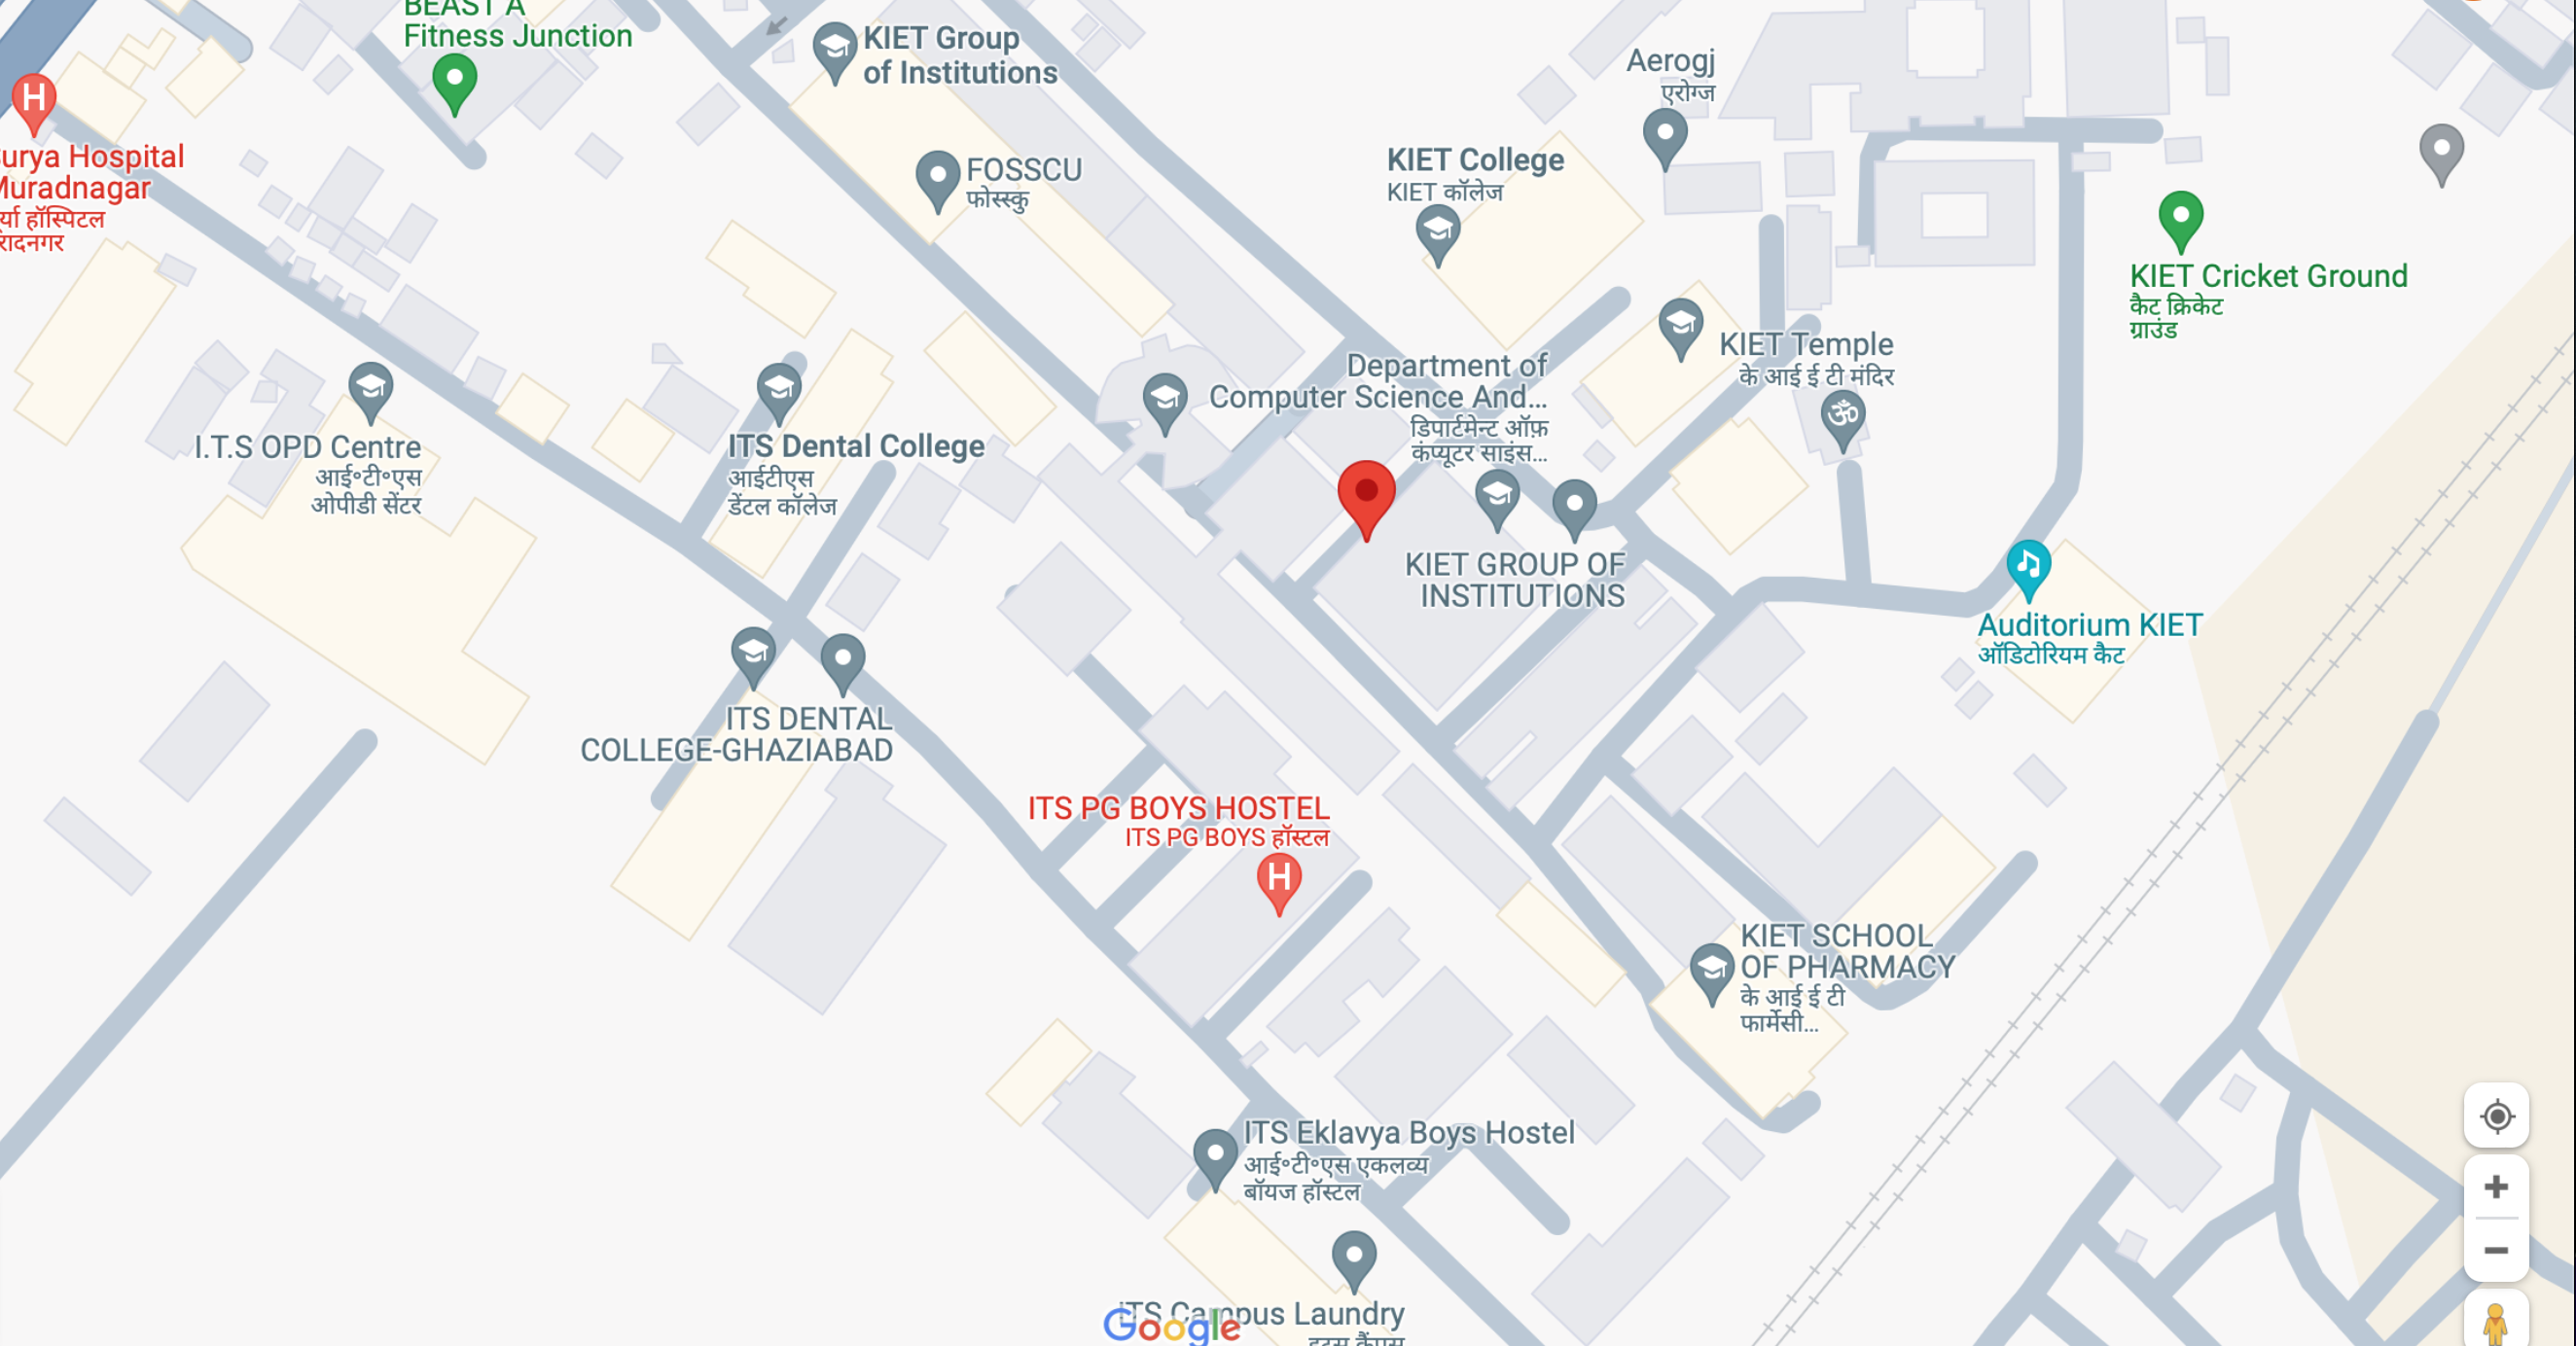 BEAST A
Fitness Junction
KIET Group
of Institutions
Aerogj
एरोग्ज
Hospital
Muradnagar
हॉस्पिटल
FOSSCU
फोस्स्कु
KIET College
KIET कॉलेज
KIET Cricket Ground
कैट क्रिकेट
ग्राउंड
KIET Temple
के आई ई टी मंदिर
Department of
Computer Science And...
डिपार्टमेन्ट ऑफ़
कंप्यूटर साइंस...
I.T.S OPD Centre
आई॰टी॰एस
ओपीडी सेंटर
ITS Dental College
आईटीएस
डेंटल कॉलेज
KIET GROUP OF
INSTITUTIONS
Auditorium KIET
ऑडिटोरियम कैट
ITS DENTAL
COLLEGE-GHAZIABAD
ITS PG BOYS HOSTEL
ITS PG BOYS हॉस्टल
KIET SCHOOL
OF PHARMACY
के आई ई टी
फार्मेसी...
ITS Eklavya Boys Hostel
आई॰टी॰एस एकलव्य
बॉयज हॉस्टल
ITS Campus Laundry
Google